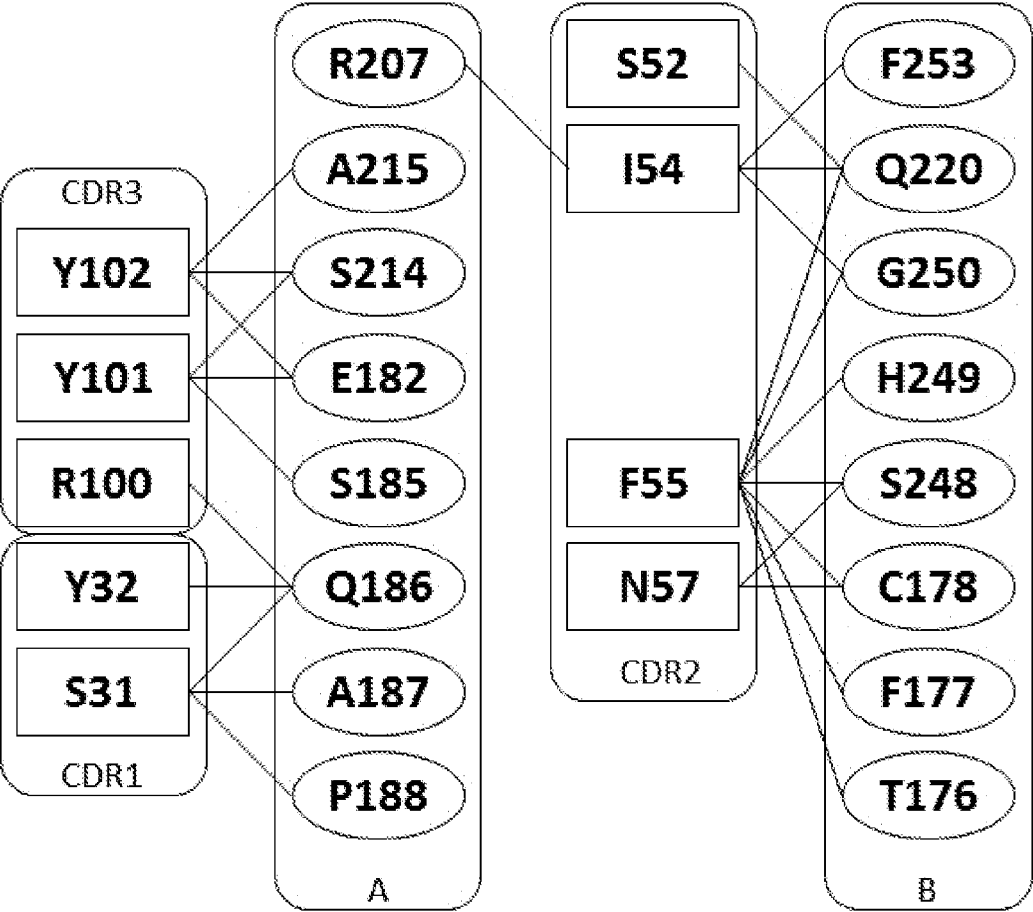 CDR3
Y102
Y101
R100
Y32
S31
CDR1
R207
A215
S214
E182
S185
Q186
A187
P188
A
S52
I54
F55
N57
CDR2
F253
Q220
G250
H249
S248
C178
F177
T176
B